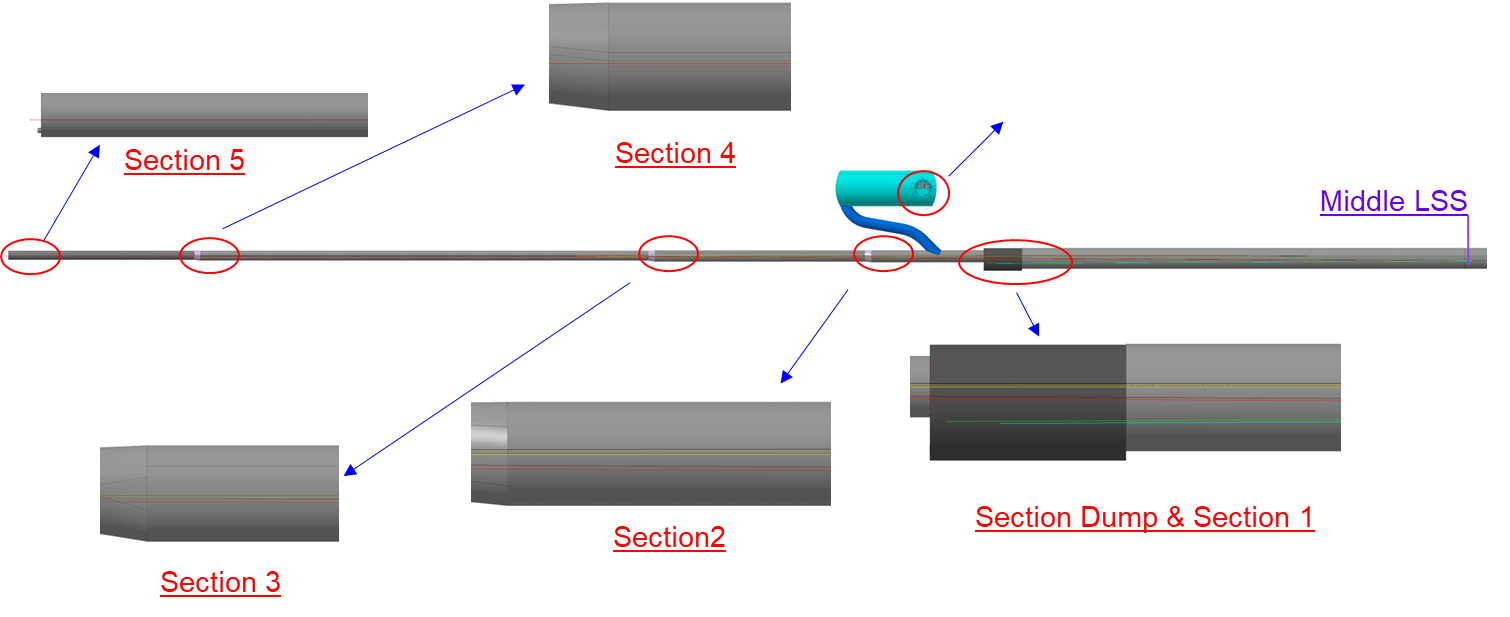 Section 4
Section 5
Middle LSS
Section Dump & Section 1
Section2
Section 3